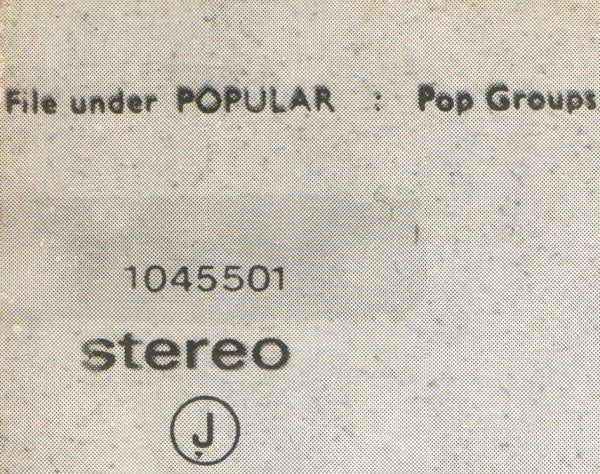 File under POPULAR : Pop Groups
1045501
stereo
J